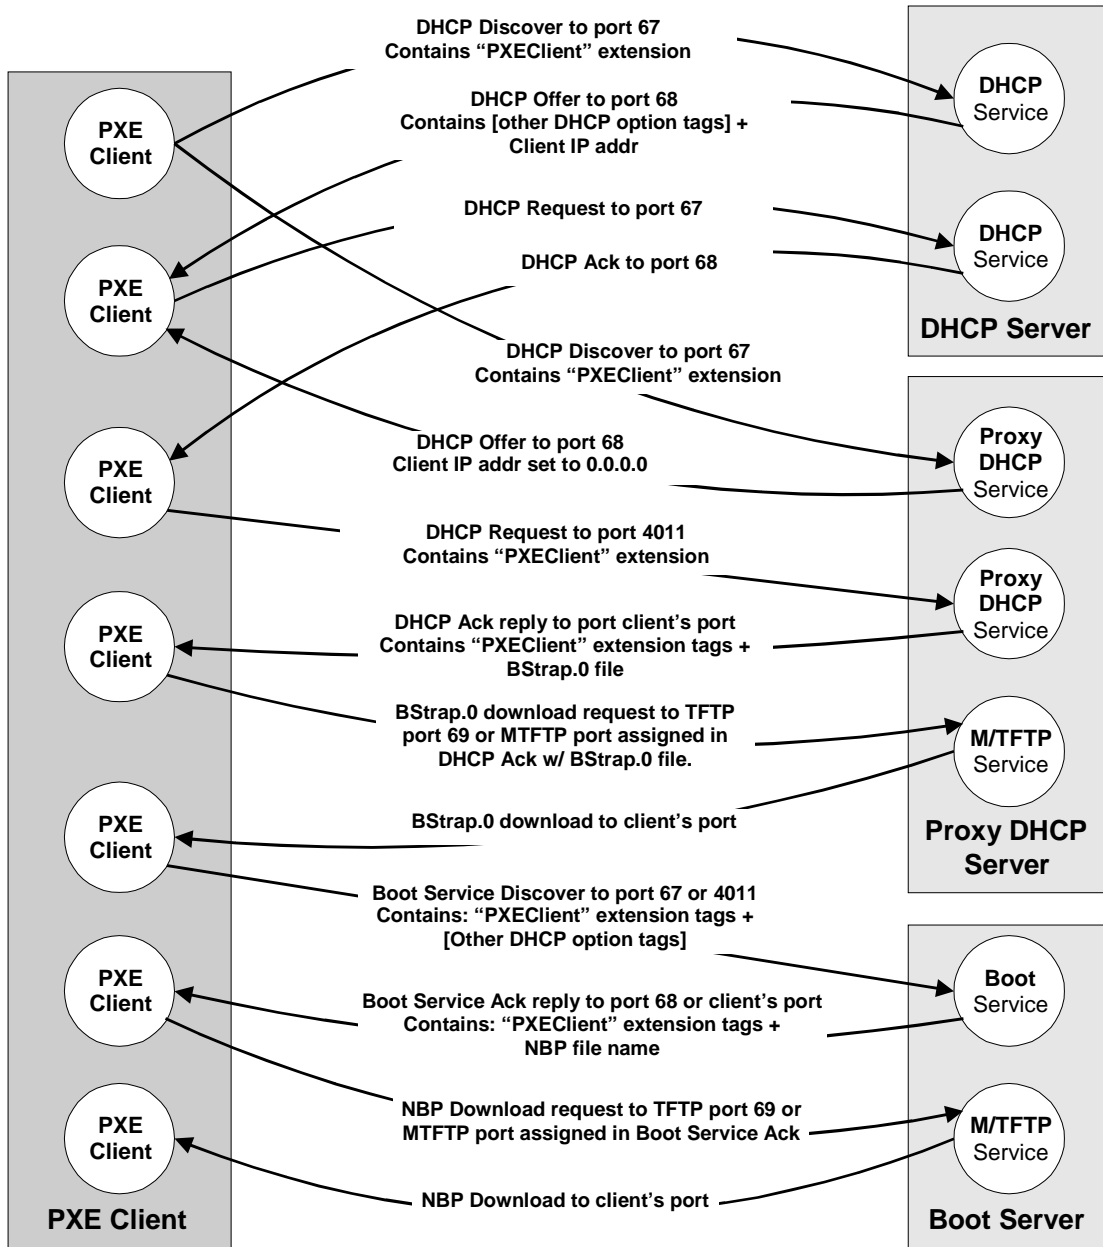 DHCP Discover to port 67
Contains “PXEClient” extension
DHCP
Service
PXE
Client
DHCP Offer to port 68
Contains [other DHCP option tags] +
Client IP addr
DHCP Request to port 67
DHCP
Service
DHCP Ack to port 68
PXE
Client
DHCP Server
DHCP Discover to port 67
Contains “PXEClient” extension
DHCP Offer to port 68
Client IP addr set to 0.0.0.0
Proxy
DHCP
Service
PXE
Client
DHCP Request to port 4011
Contains “PXEClient” extension
Proxy
DHCP
Service
DHCP Ack reply to port client’s port
Contains “PXEClient” extension tags +
BStrap.0 file
PXE
Client
BStrap.0 download request to TFTP
port 69 or MTFTP port assigned in
DHCP Ack w/ BStrap.0 file.
M/TFTP
Service
BStrap.0 download to client’s port
PXE
Client
Proxy DHCP
Server
Boot Service Discover to port 67 or 4011
Contains: “PXEClient” extension tags +
[Other DHCP option tags]
Boot
Service
PXE
Client
Boot Service Ack reply to port 68 or client’s port
Contains: “PXEClient” extension tags +
NBP file name
NBP Download request to TFTP port 69 or
MTFTP port assigned in Boot Service Ack
M/TFTP
Service
PXE
Client
NBP Download to client’s port
PXE Client
Boot Server